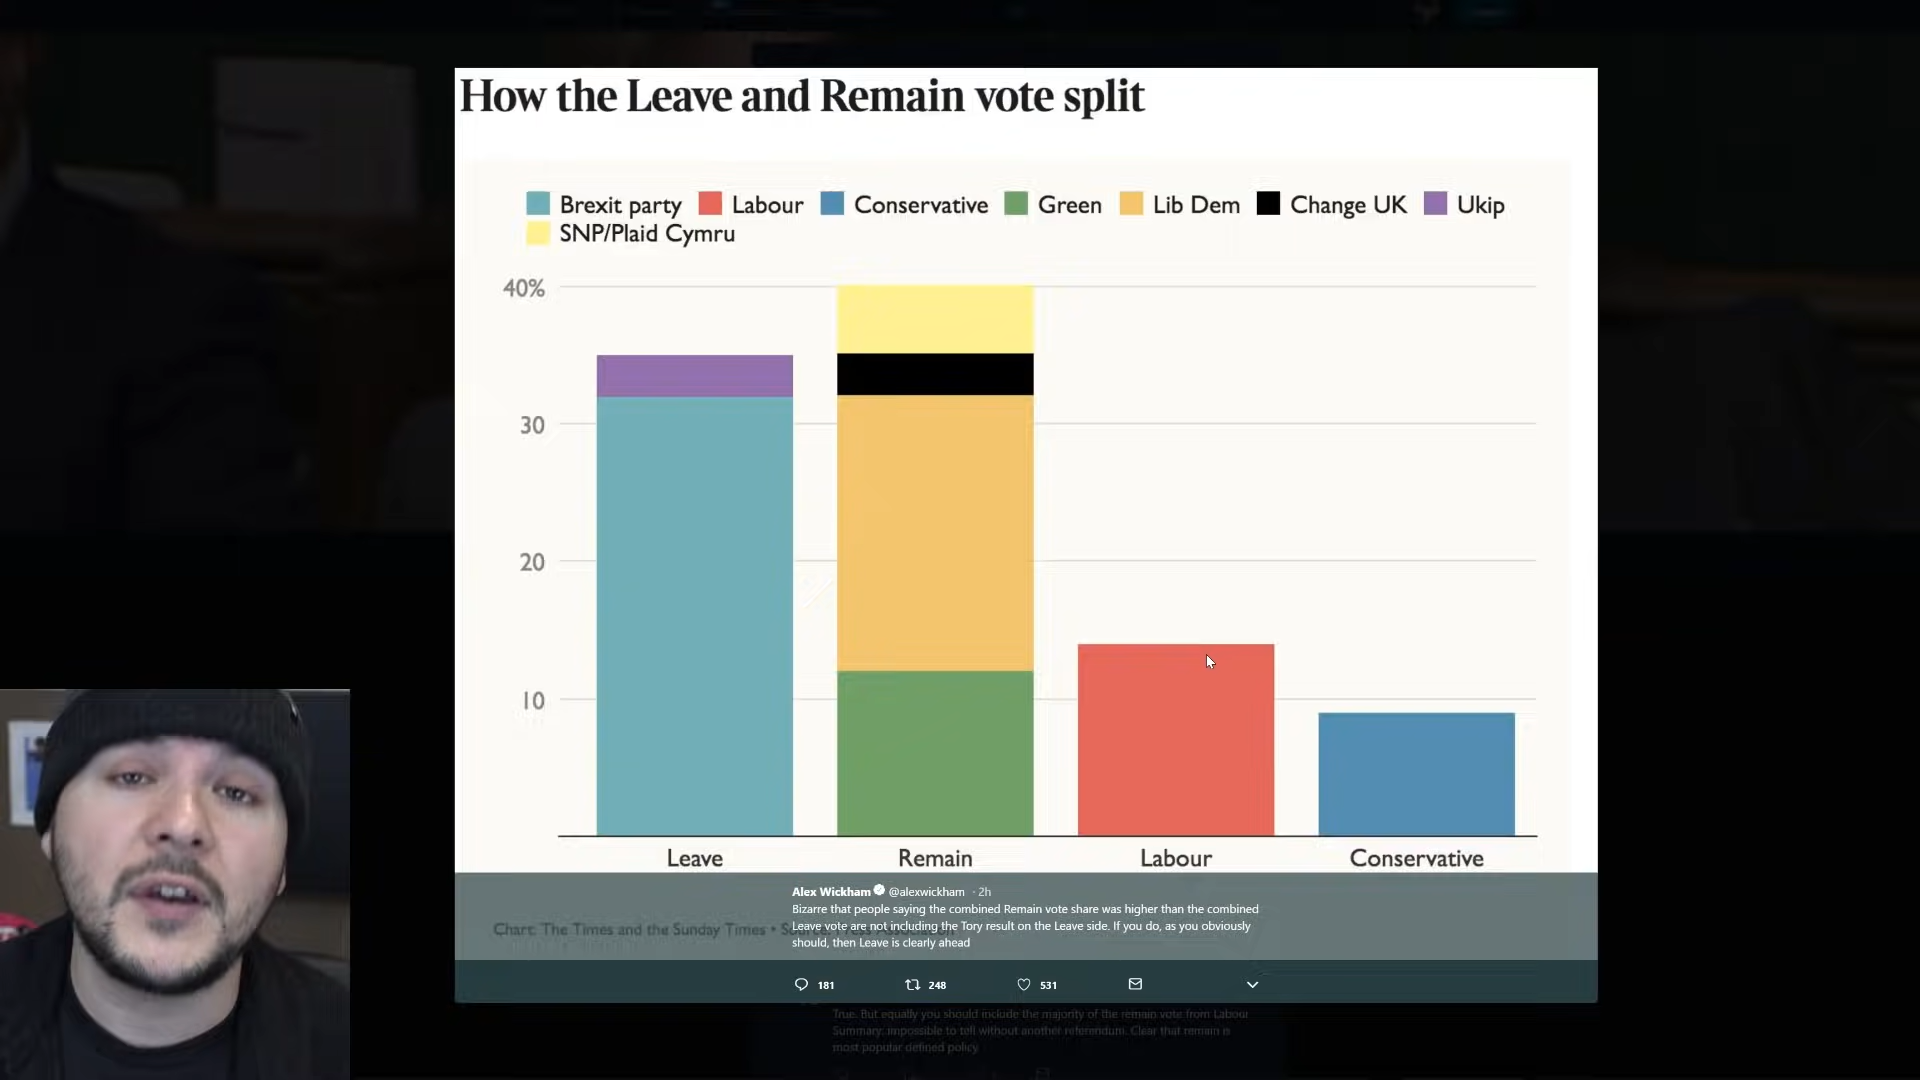 How the Leave and Remain vote split
Brexit party Labour Conservative Green Lib Dem Change UK Ukip
SNP/Plaid Cymru
40%
30
20
10
Leave Remain Labour Conservative
Alex Wickham @alexwickham · 2h
Bizarre that people saying the combined Remain vote share was higher than the combined
Leave vote are not including the Tory result on the Leave side. If you do, as you obviously
should, then Leave is clearly ahead
Chart: The Times and the Sunday Times •
181 248 531
True. But equally you should include the majority of the remain vote from Labour
Summary: impossible to tell without another referendum. Clear that remain is
most popular defined policy